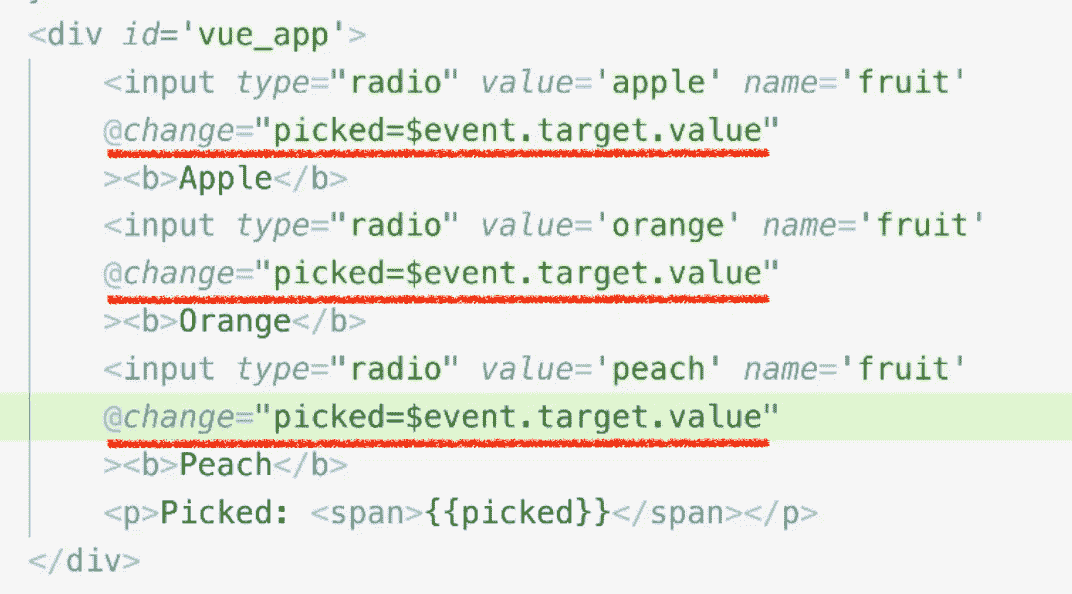 <div id='vue_app'>
<input type="radio" value='apple' name='fruit'
@change="picked=$event.target.value"
><b>Apple</b>
<input type="radio" value='orange' name='fruit'
@change="picked=$event.target.value"
><b>Orange</b>
<input type="radio" value='peach' name='fruit'
@change="picked=$event.target.value"
><b>Peach</b>
<p>Picked: <span>{{picked}}</span></p>
</div>